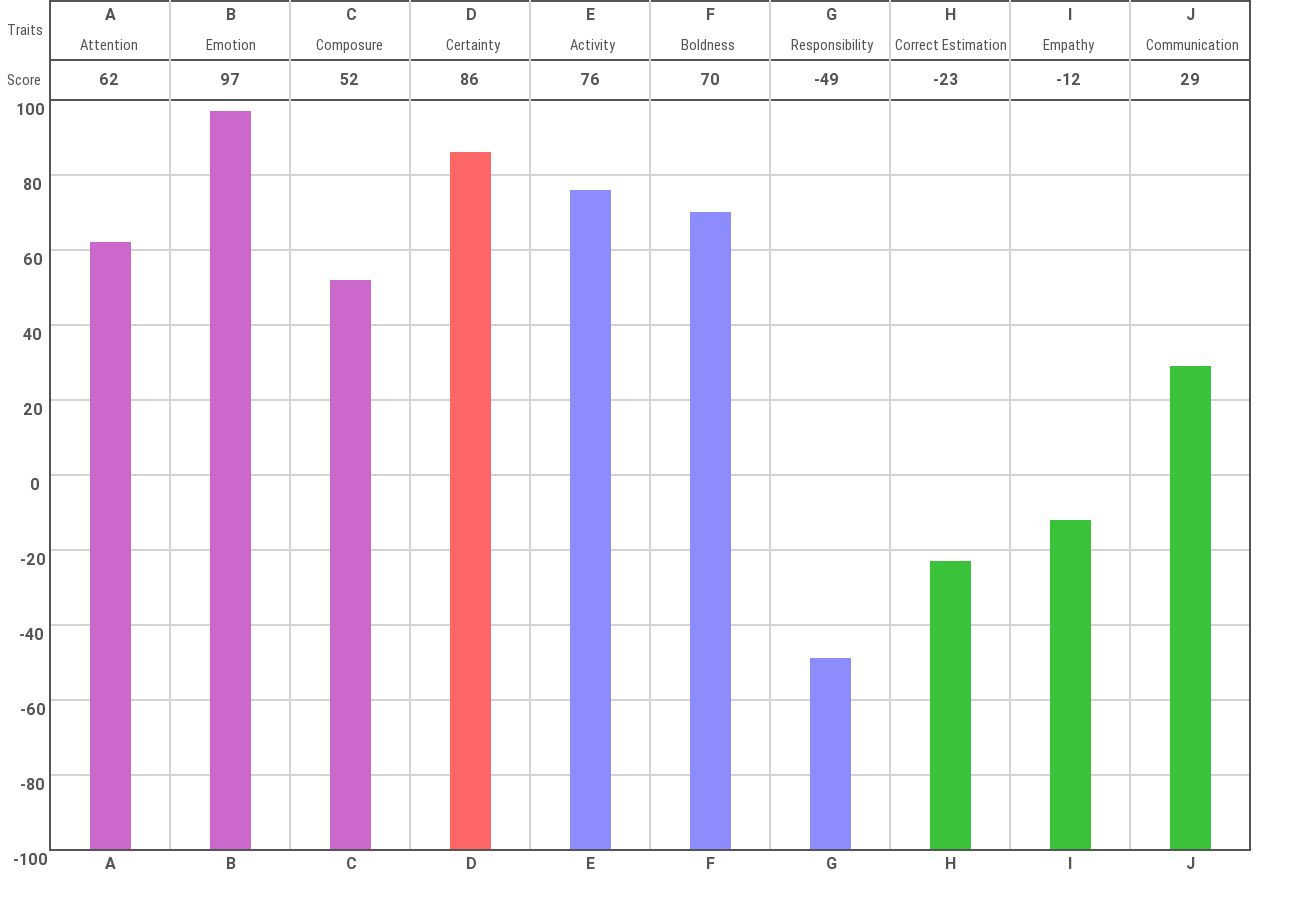 Traits A B C D E F G H I J
Attention Emotion Composure Certainty Activity Boldness Responsibility Correct Estimation Empathy Communication
Score 62 97 52 86 76 70 -49 -23 -12 29
100
80
60
40
20
0
-20
-40
-60
-80
-100
A B C D E F G H I J